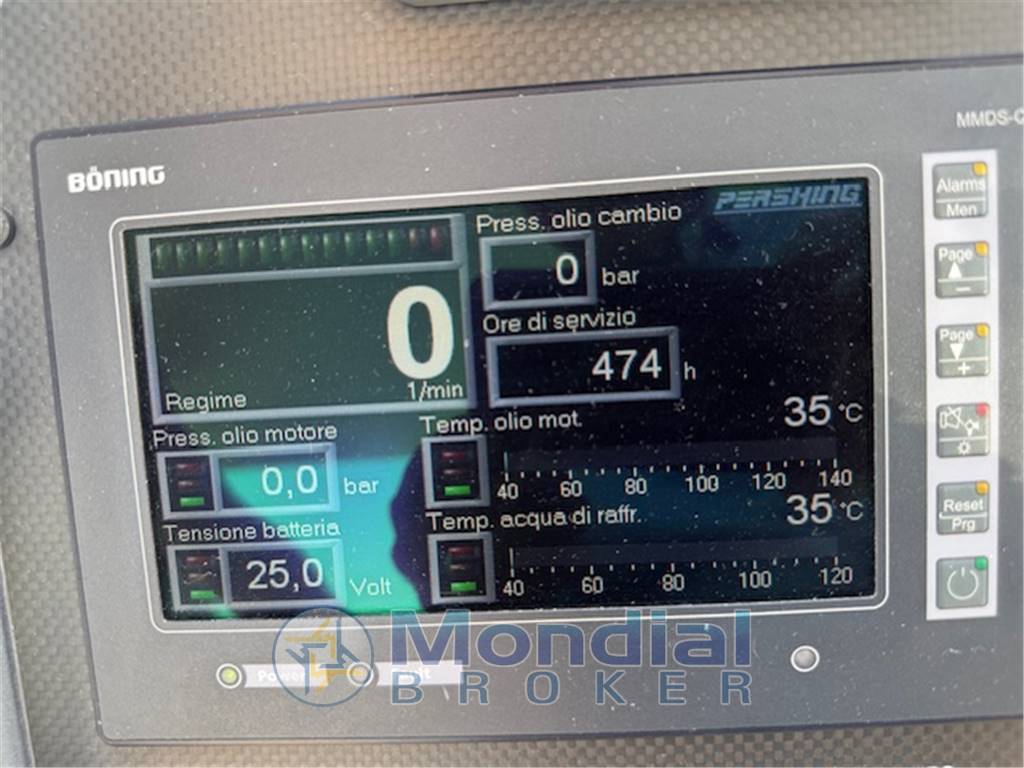 MMDS-C
BÖNING
PERSHING
Press. olio cambio
0 bar
0
Regime 1/min
Ore di servizio
474 h
Press. olio motore
0,0 bar
Temp. olio mot. 35 °C
40 60 80 100 120 140
Tensione batteria
25,0 Volt
Temp. acqua di raffr. 35 °C
40 60 80 100 120
Alarms
Men
Page
–
Page
+
Reset
Prg
Power
Mondial
BROKER